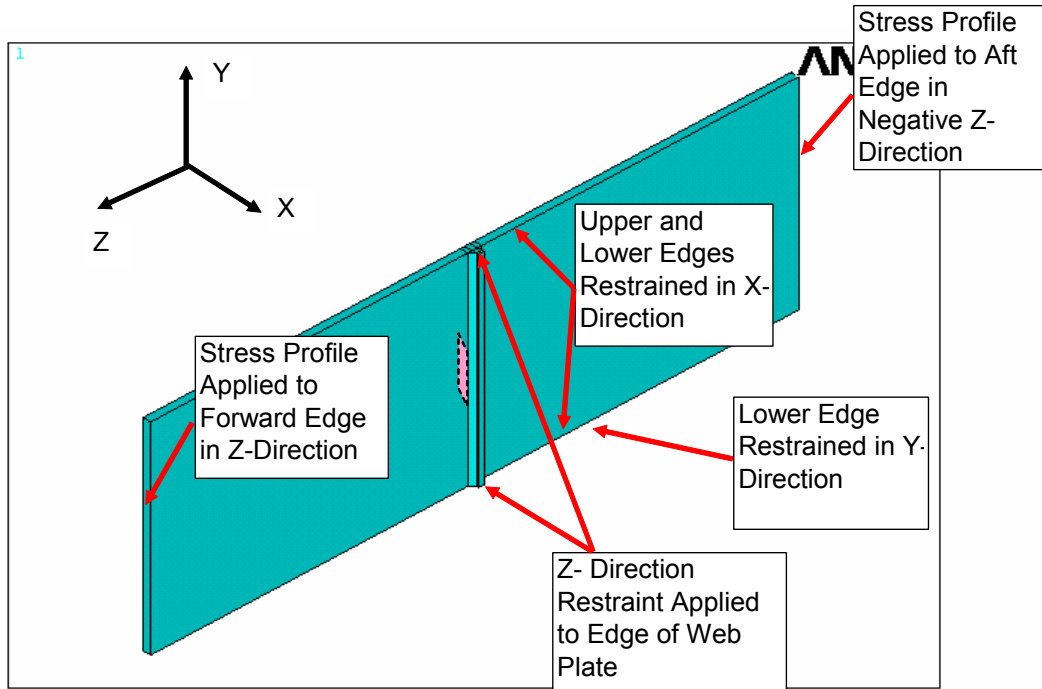 1
Y
X
Z
AN
Stress Profile
Applied to Aft
Edge in
Negative Z-
Direction
Upper and
Lower Edges
Restrained in X-
Direction
Stress Profile
Applied to
Forward Edge
in Z-Direction
Lower Edge
Restrained in Y-
Direction
Z- Direction
Restraint Applied
to Edge of Web
Plate